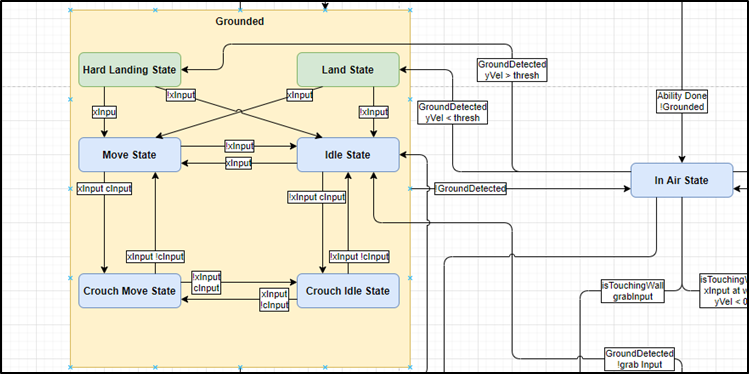 Grounded
Hard Landing State
Land State
GroundDetected
yVel > thresh
GroundDetected
yVel < thresh
Ability Done
!Grounded
xInpu
!xInput
xInput
!xInput
Move State
!xInput
xInput
Idle State
In Air State
xInput cInput
!xInput cInput
!GroundDetected
xInput !cInput
!xInput !cInput
Crouch Move State
!xInput
cInput
xInput
!cInput
Crouch Idle State
isTouchingWall
grabInput
isTouchingW
xInput at w
yVel < 0
GroundDetected
!grab Input